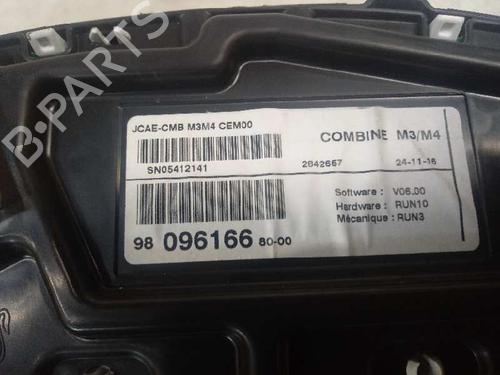 B-PARTS
JCAE-CMB M3M4 CEM00
SN05412141
COMBINE M3/M4
2842667 24-11-16
Software : V06.00
Hardware : RUN10
Mécanique : RUN3
98 096166 80-00